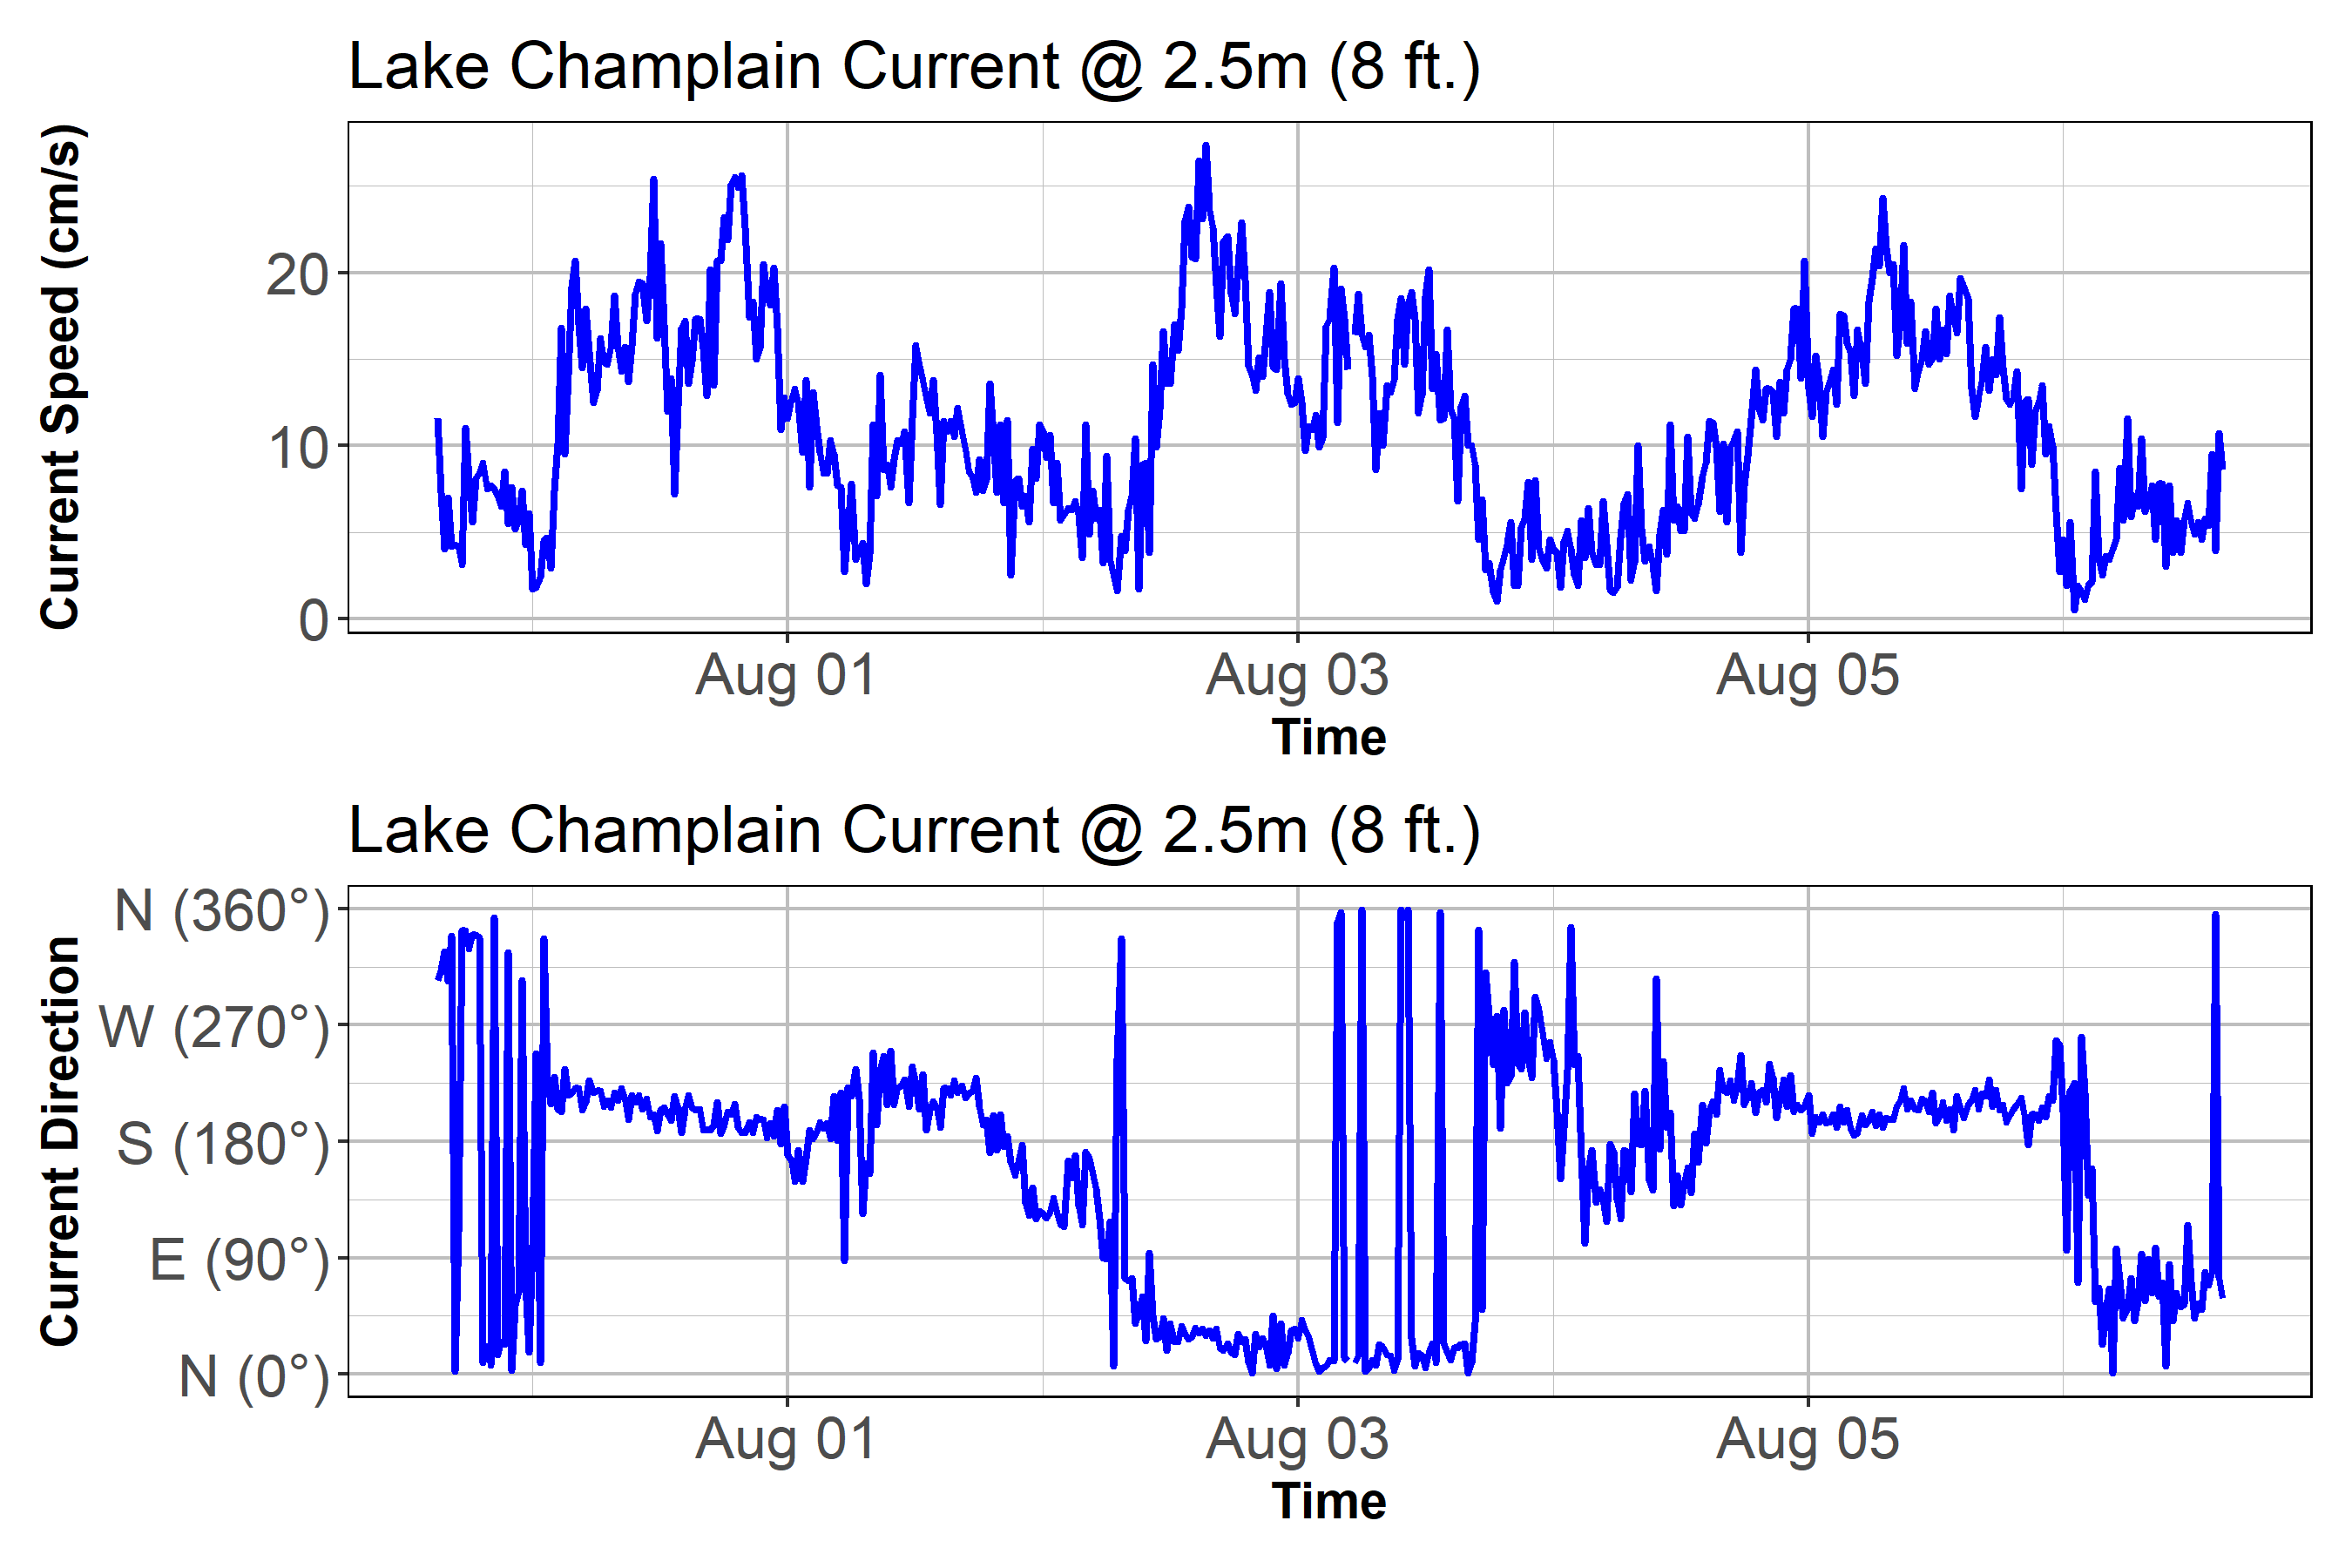 Lake Champlain Current @ 2.5m (8 ft.)
Current Speed (cm/s)
20
10
0
Aug 01 Aug 03 Aug 05
Time
Lake Champlain Current @ 2.5m (8 ft.)
Current Direction
N (360°)
W (270°)
S (180°)
E (90°)
N (0°)
Aug 01 Aug 03 Aug 05
Time